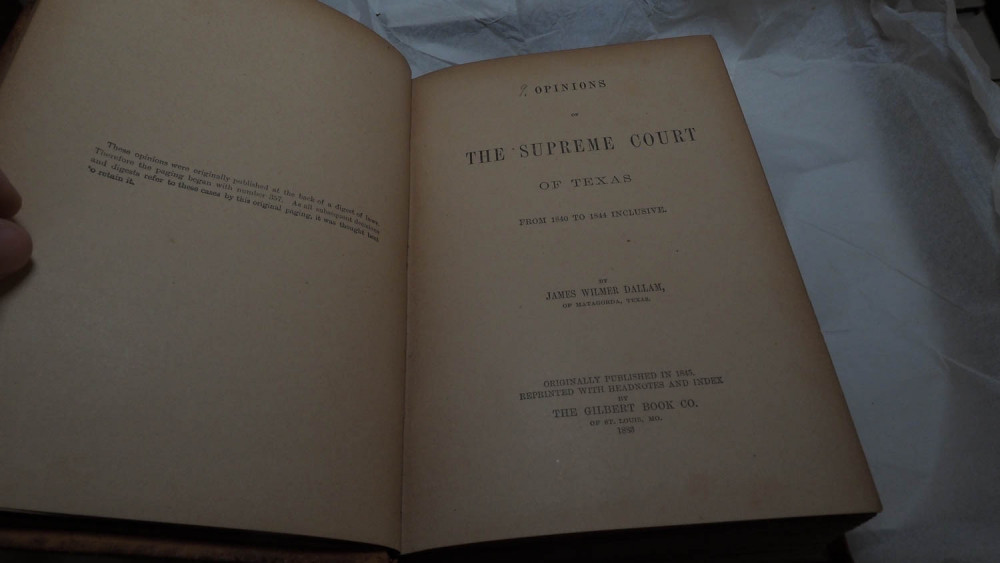 These opinions were originally published at the back of a digest of laws.
Therefore the paging began with number 357. As all subsequent decisions
and digests refer to these cases by this original paging, it was thought best
to retain it.
OPINIONS
OF
THE SUPREME COURT
OF TEXAS
FROM 1840 TO 1844 INCLUSIVE.
BY
JAMES WILMER DALLAM,
OF MATAGORDA, TEXAS.
ORIGINALLY PUBLISHED IN 1845.
REPRINTED WITH HEADNOTES AND INDEX
BY
THE GILBERT BOOK CO.
OF ST. LOUIS, MO.
1883